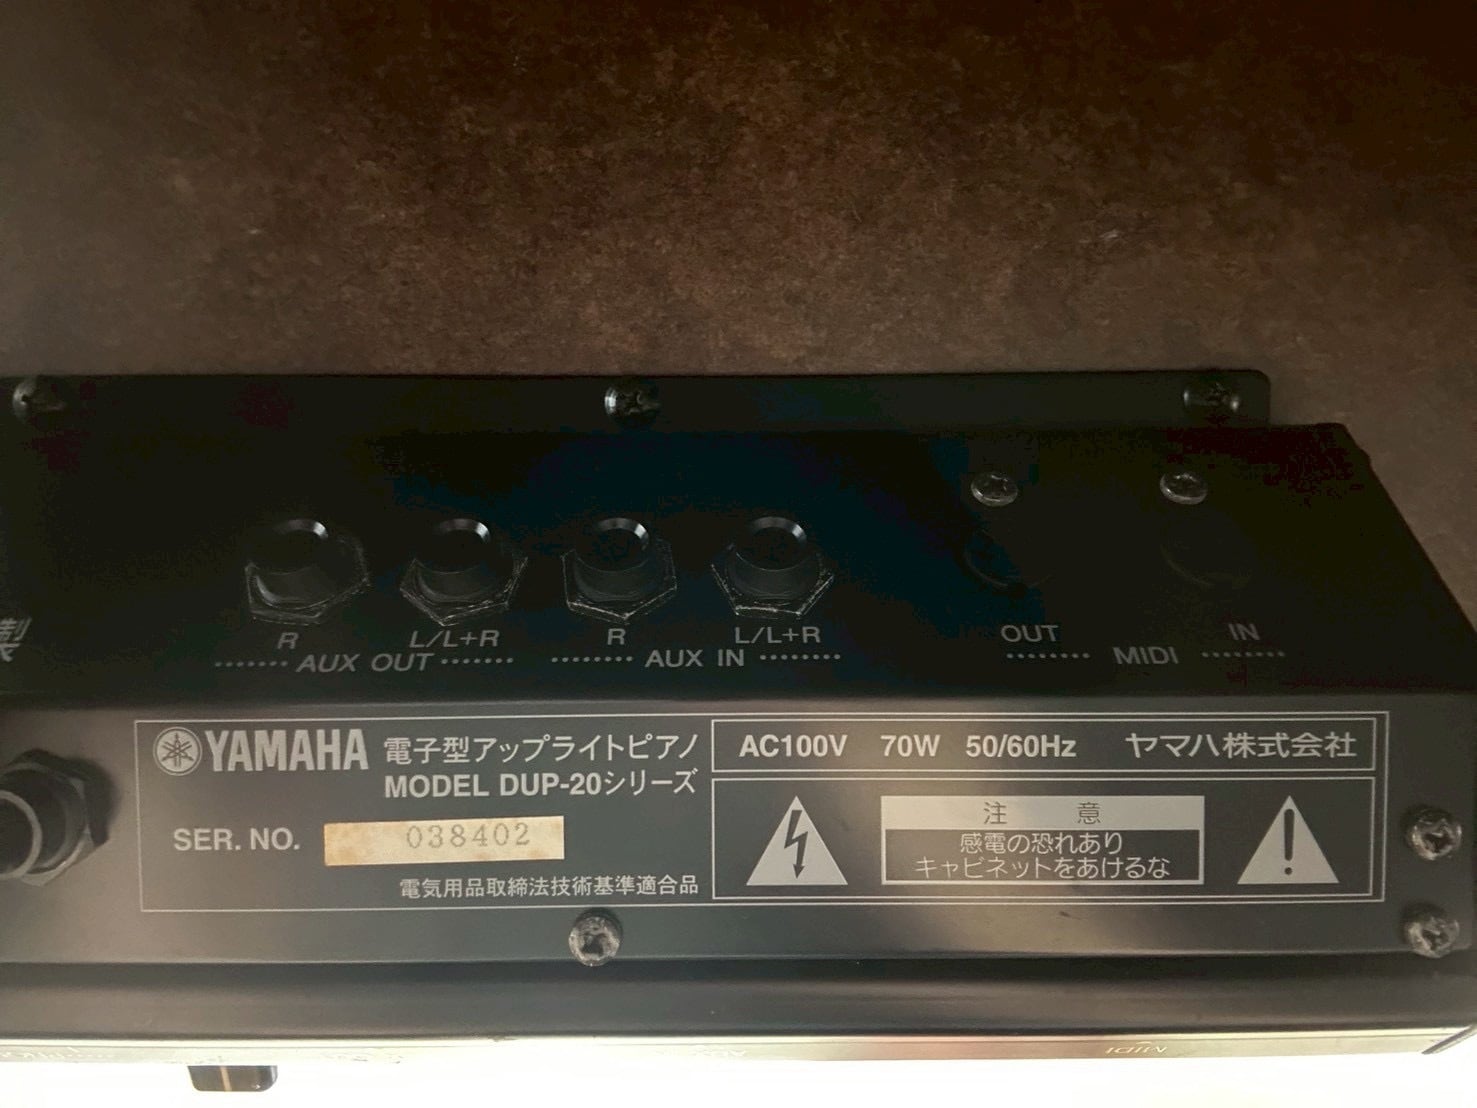 製
R L/L+R R L/L+R OUT IN
AUX OUT AUX IN MIDI
YAMAHA 電子型アップライトピアノ
MODEL DUP-20シリーズ
SER. NO. 038402
電気用品取締法技術基準適合品
AC100V 70W 50/60Hz ヤマハ株式会社
注 意
感電の恐れあり
キャビネットをあけるな
MIDI